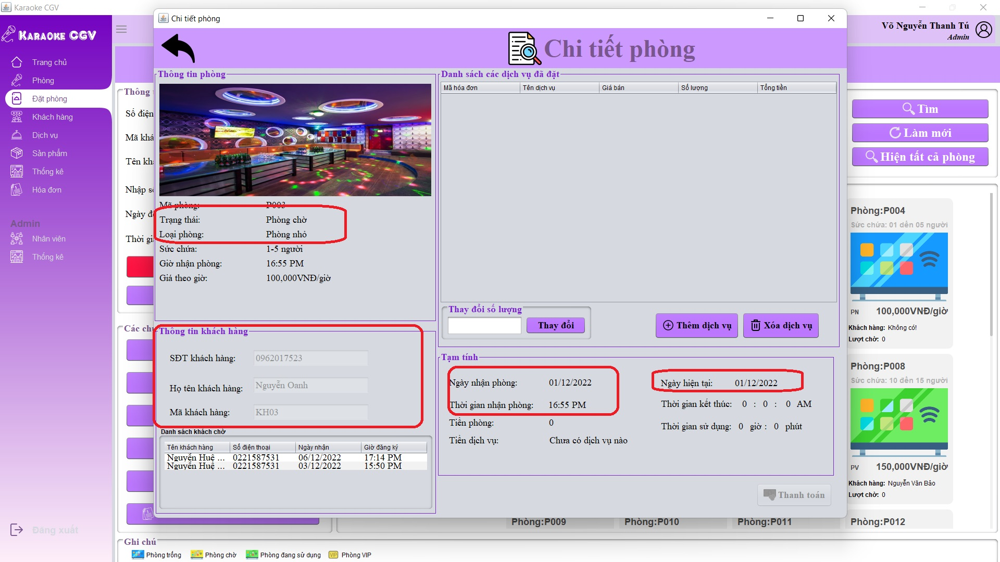 Karaoke CGV
KARAOKE CGV
Trang chủ
Phòng
Đặt phòng
Khách hàng
Dịch vụ
Sản phẩm
Thống kê
Hóa đơn
Admin
Nhân viên
Thống kê
Đăng xuất
Võ Nguyễn Thanh Tú
Admin
Thông
Số điện
Mã khá
Tên khá
Nhập số
Ngày đ
Thời gi
Các ch
Chi tiết phòng
Chi tiết phòng
Thông tin phòng
Mã phòng: P003
Trạng thái: Phòng chờ
Loại phòng: Phòng nhỏ
Sức chứa: 1-5 người
Giờ nhận phòng: 16:55 PM
Giá theo giờ: 100,000VNĐ/giờ
Thông tin khách hàng
SĐT khách hàng: 0962017523
Họ tên khách hàng: Nguyễn Oanh
Mã khách hàng: KH03
Danh sách khách chờ
Tên khách hàng Số điện thoại Ngày nhận Giờ đăng ký
Nguyễn Huệ ... 0221587531 06/12/2022 17:14 PM
Nguyễn Huệ ... 0221587531 03/12/2022 15:50 PM
Danh sách các dịch vụ đã đặt
Mã hóa đơn Tên dịch vụ Giá bán Số lượng Tổng tiền
Thay đổi số lượng
Thay đổi
Thêm dịch vụ
Xóa dịch vụ
Tạm tính
Ngày nhận phòng: 01/12/2022
Thời gian nhận phòng: 16:55 PM
Tiền phòng: 0
Tiền dịch vụ: Chưa có dịch vụ nào
Ngày hiện tại: 01/12/2022
Thời gian kết thúc: 0 : 0 : 0 AM
Thời gian sử dụng: 0 giờ : 0 phút
Thanh toán
Tìm
Làm mới
Hiện tất cả phòng
Phòng:P004
Sức chứa: 01 đến 05 người
PN 100,000VNĐ/giờ
Khách hàng: Không có!
Lượt chờ: 0
Phòng:P008
Sức chứa: 10 đến 15 người
PV 150,000VNĐ/giờ
Khách hàng: Nguyễn Văn Bảo
Lượt chờ: 0
Phòng:P009
Phòng:P010
Phòng:P011
Phòng:P012
Ghi chú
Phòng trống
Phòng chờ
Phòng đang sử dụng
VIP
Phòng VIP